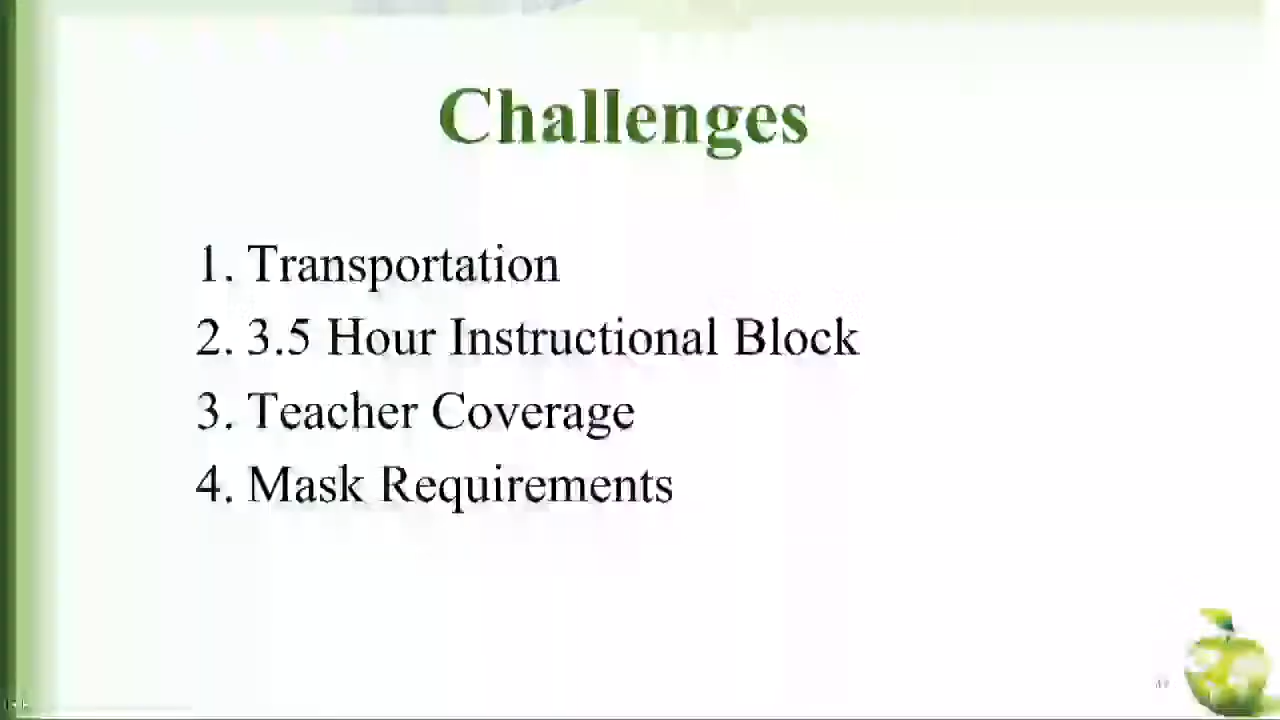 Challenges
1. Transportation
2. 3.5 Hour Instructional Block
3. Teacher Coverage
4. Mask Requirements